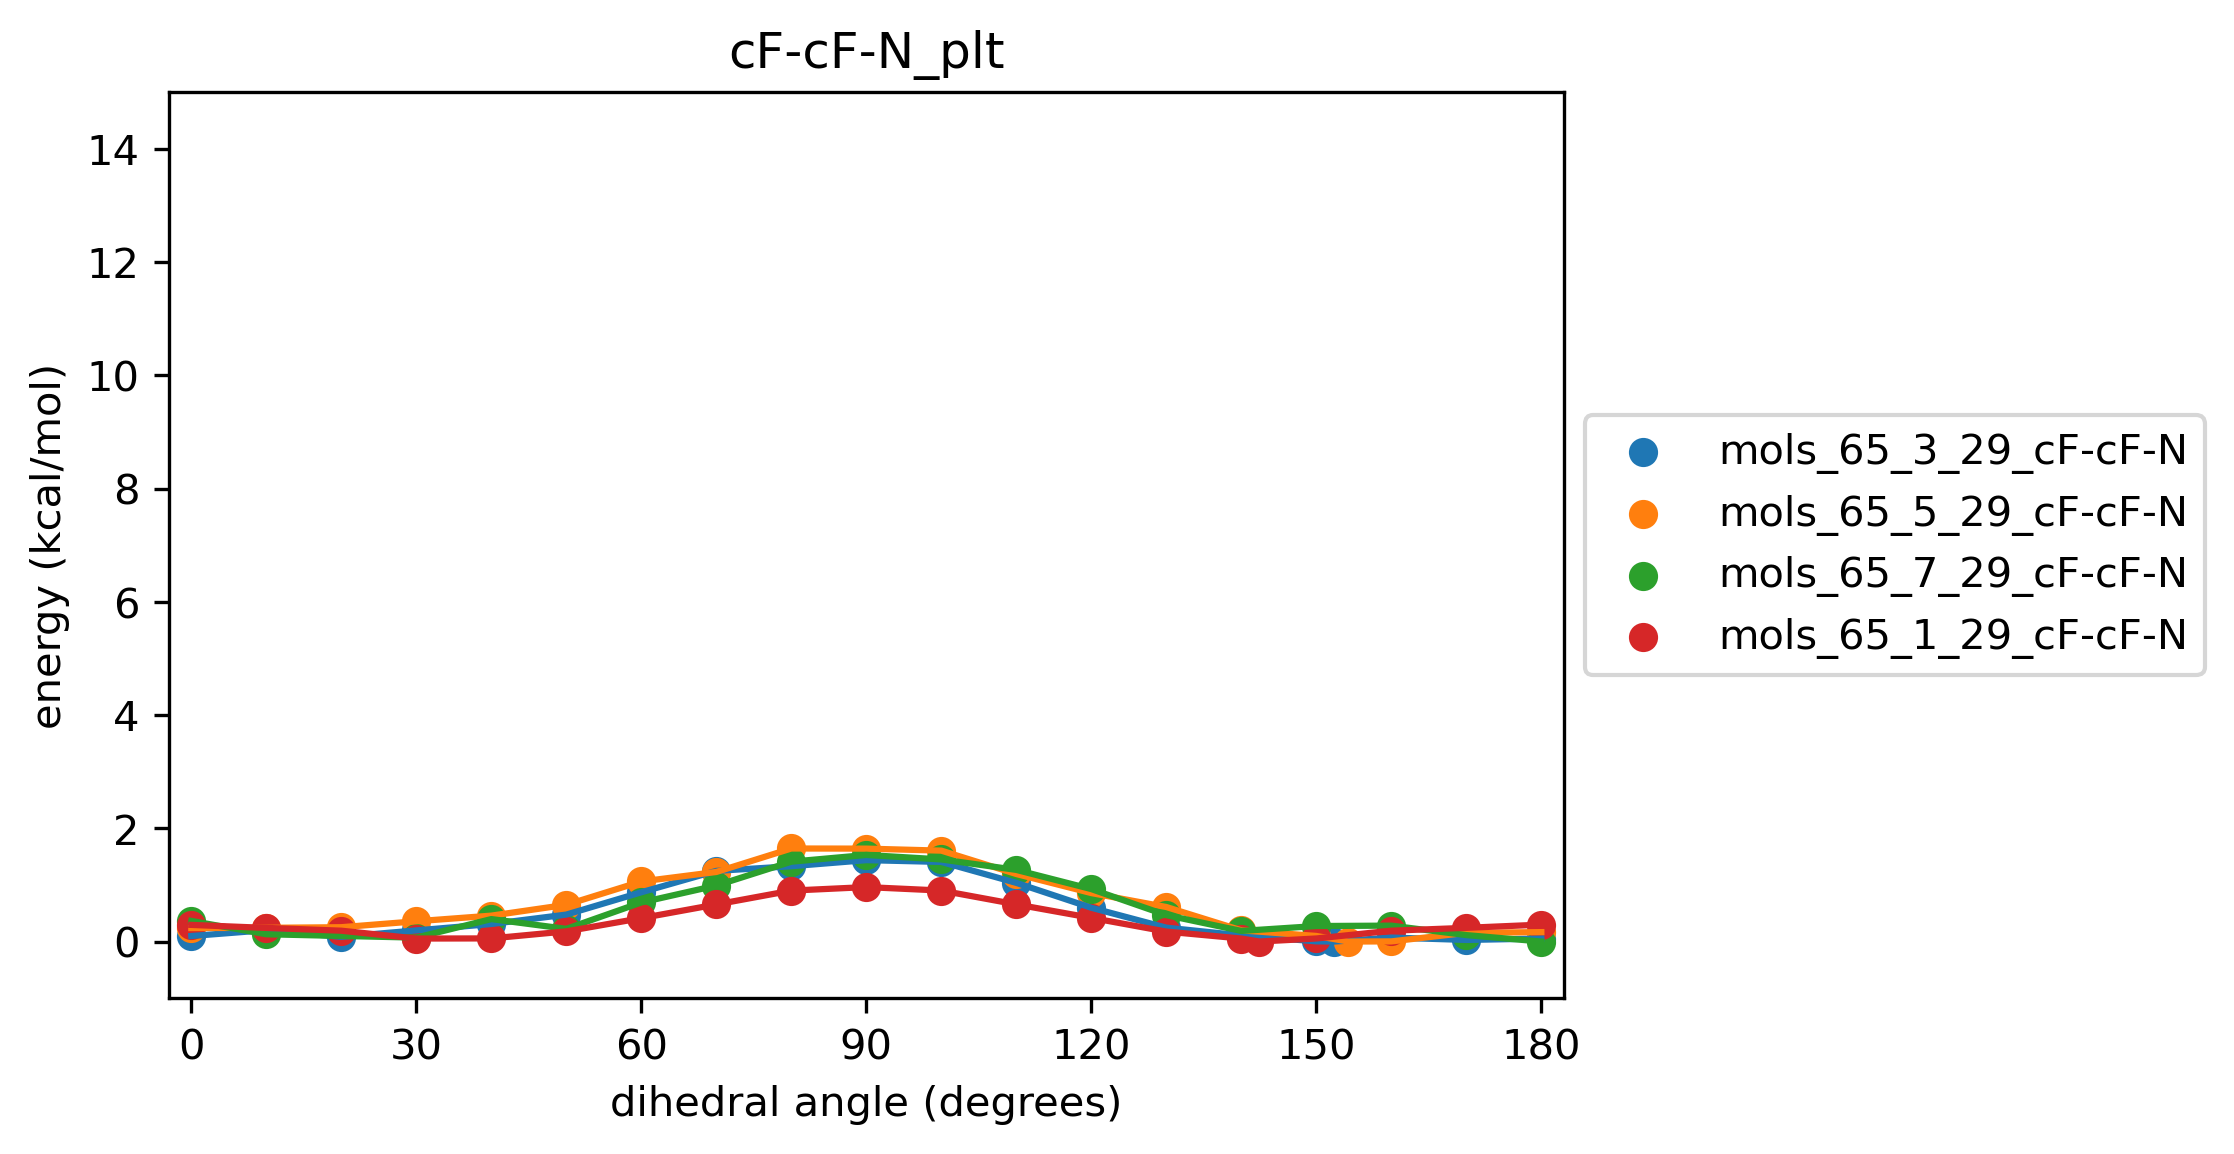 cF-cF-N_plt
energy (kcal/mol)
14
12
10
8
6
4
2
0
0 30 60 90 120 150 180
dihedral angle (degrees)
mols_65_3_29_cF-cF-N
mols_65_5_29_cF-cF-N
mols_65_7_29_cF-cF-N
mols_65_1_29_cF-cF-N